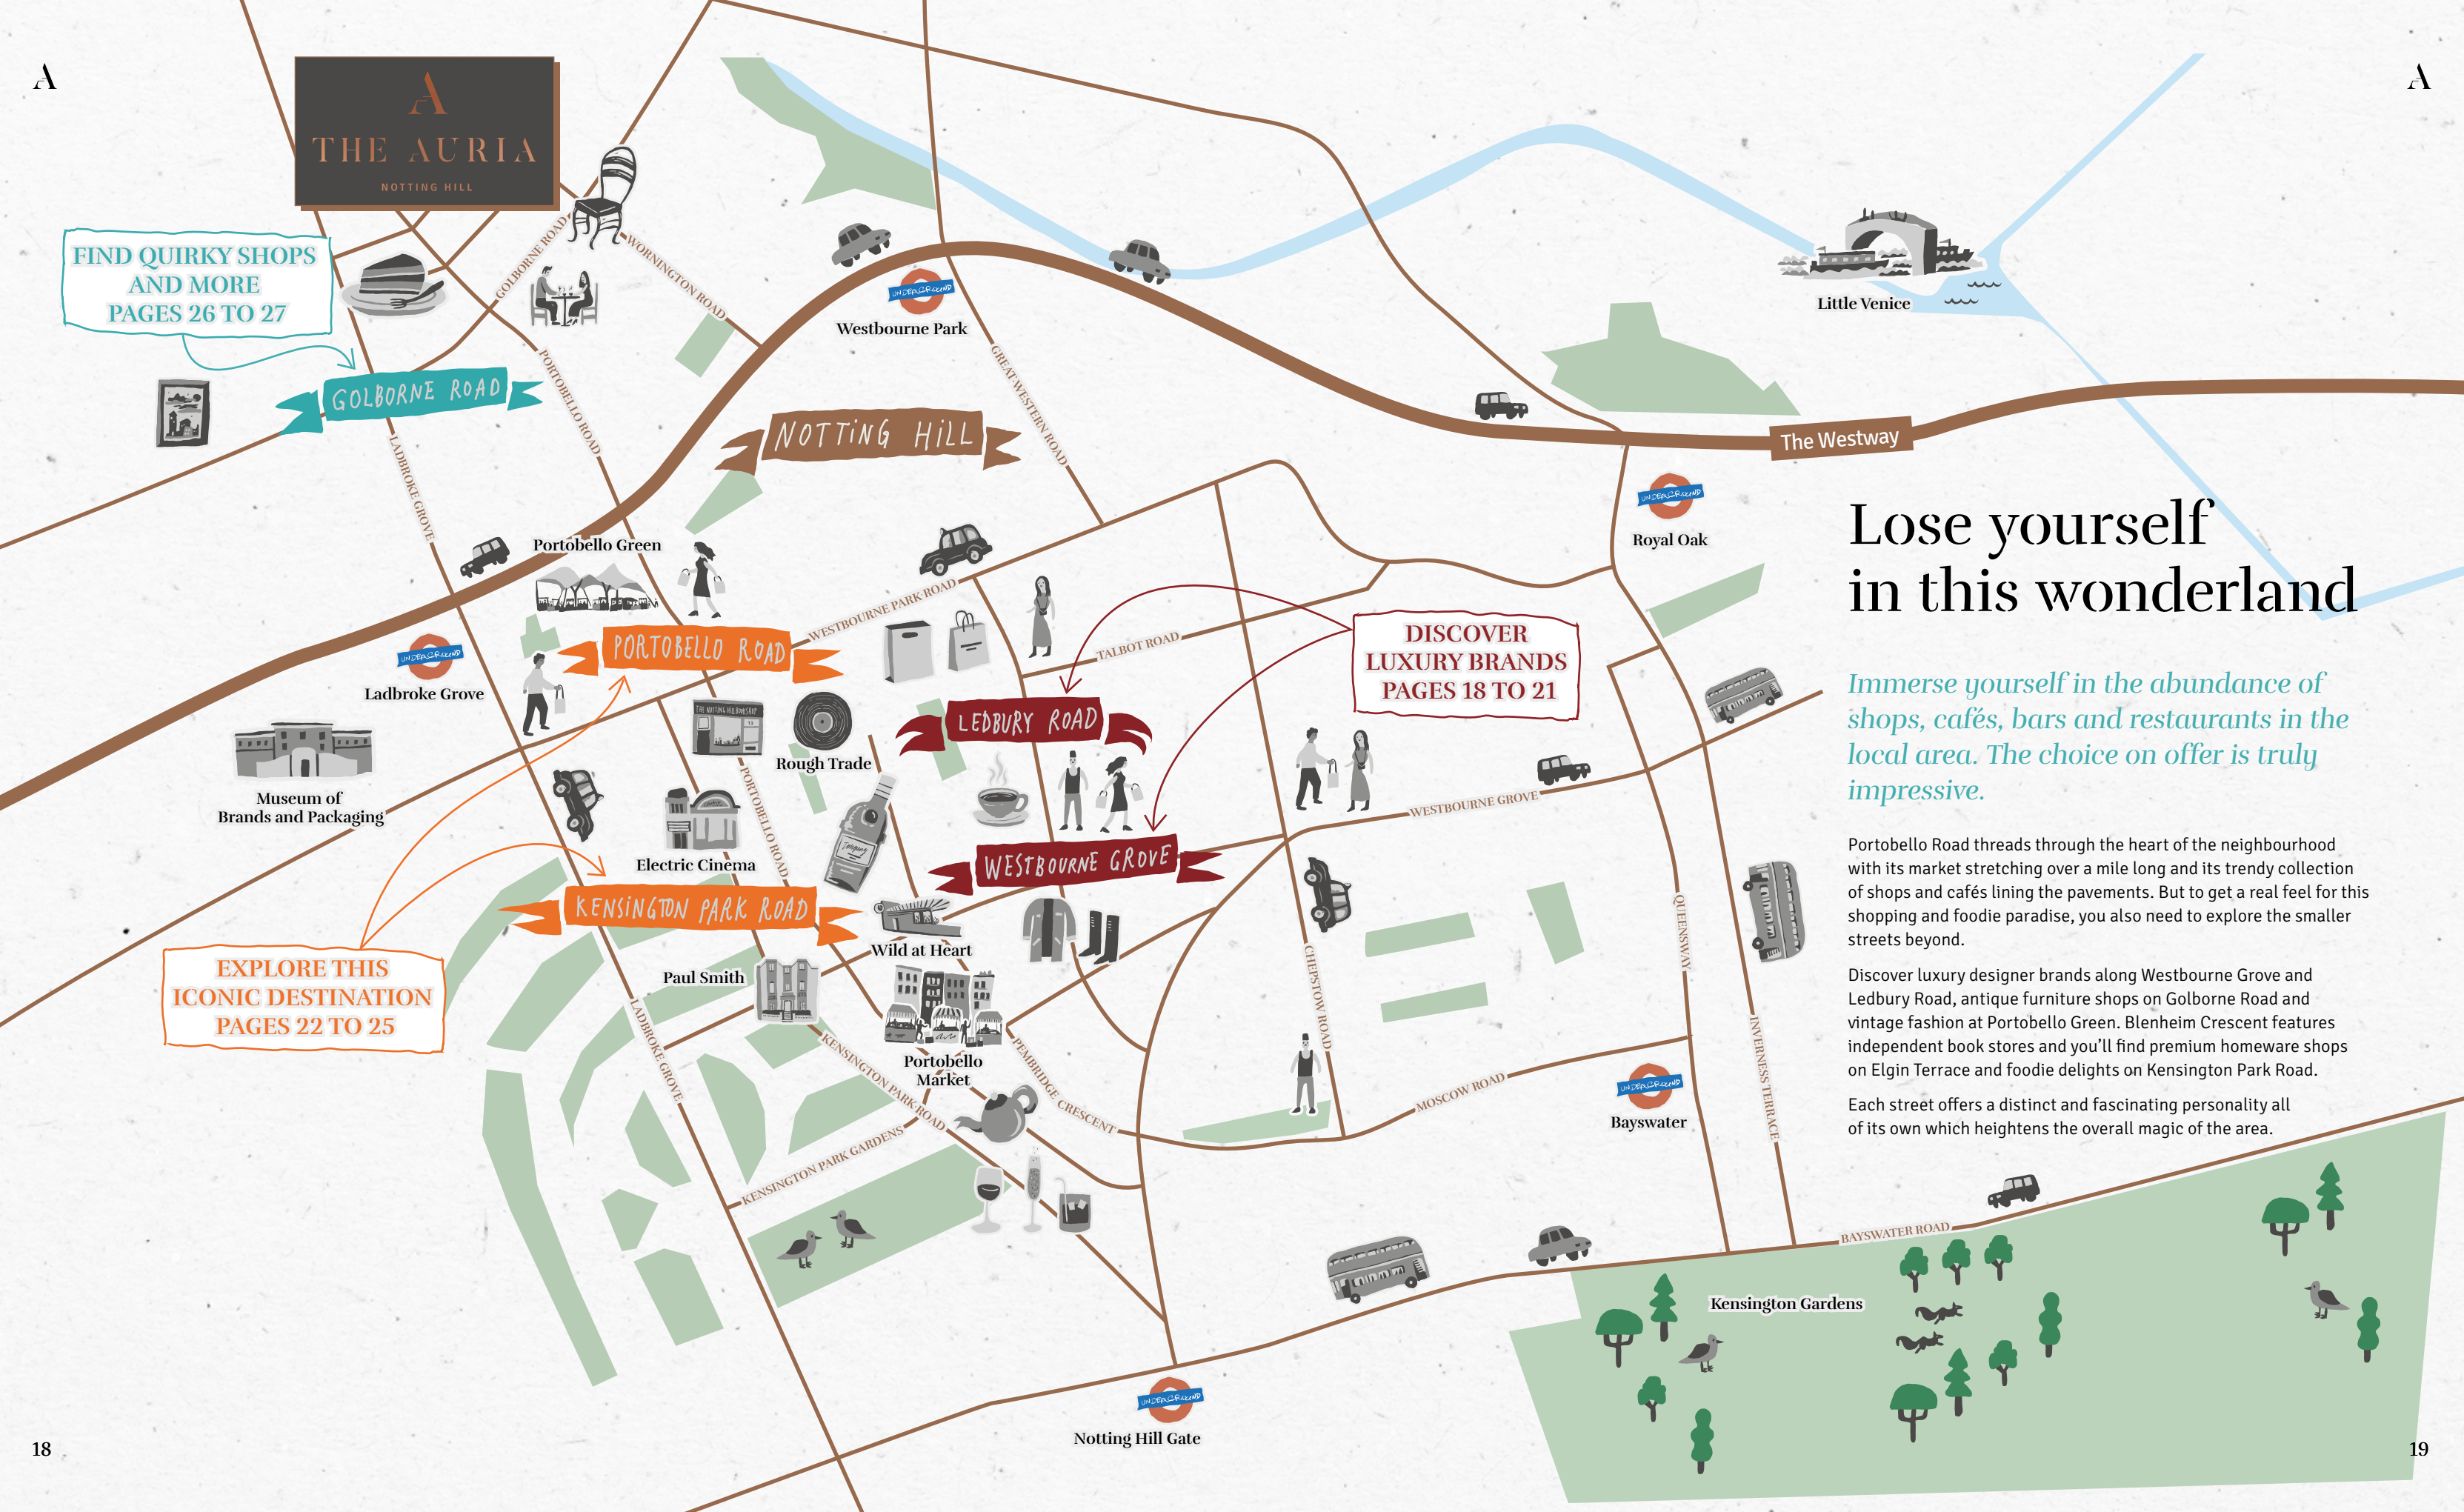 A
A
A
THE AURIA
NOTTING HILL
FIND QUIRKY SHOPS
AND MORE
PAGES 26 TO 27
GOLBORNE ROAD
WORNINGTON ROAD
UNDERGROUND
Westbourne Park
Little Venice
GOLBORNE ROAD
PORTOBELLO ROAD
GREAT WESTERN ROAD
NOTTiNG HiLL
LADBROKE GROVE
The Westway
UNDERGROUND
Royal Oak
Portobello Green
WESTBOURNE PARK ROAD
PORTOBELLO ROAD
TALBOT ROAD
DISCOVER
LUXURY BRANDS
PAGES 18 TO 21
UNDERGROUND
Ladbroke Grove
THE NOTTING HILL BOOKSHOP
13
LEDBURY ROAD
Rough Trade
Museum of
Brands and Packaging
PORTOBELLO ROAD
WESTBOURNE GROVE
Electric Cinema
WESTBOURNE GROVE
KENSiNGTON PARK ROAD
Wild at Heart
Paul Smith
EXPLORE THIS
ICONIC DESTINATION
PAGES 22 TO 25
QUEENSWAY
CHEPSTOW ROAD
LADBROKE GROVE
KENSINGTON PARK ROAD
Portobello
Market
PEMBRIDGE CRESCENT
MOSCOW ROAD
INVERNESS TERRACE
UNDERGROUND
Bayswater
KENSINGTON PARK GARDENS
BAYSWATER ROAD
Kensington Gardens
UNDERGROUND
Notting Hill Gate
Lose yourself
in this wonderland
Immerse yourself in the abundance of
shops, cafés, bars and restaurants in the
local area. The choice on offer is truly
impressive.
Portobello Road threads through the heart of the neighbourhood
with its market stretching over a mile long and its trendy collection
of shops and cafés lining the pavements. But to get a real feel for this
shopping and foodie paradise, you also need to explore the smaller
streets beyond.
Discover luxury designer brands along Westbourne Grove and
Ledbury Road, antique furniture shops on Golborne Road and
vintage fashion at Portobello Green. Blenheim Crescent features
independent book stores and you'll find premium homeware shops
on Elgin Terrace and foodie delights on Kensington Park Road.
Each street offers a distinct and fascinating personality all
of its own which heightens the overall magic of the area.
18
19